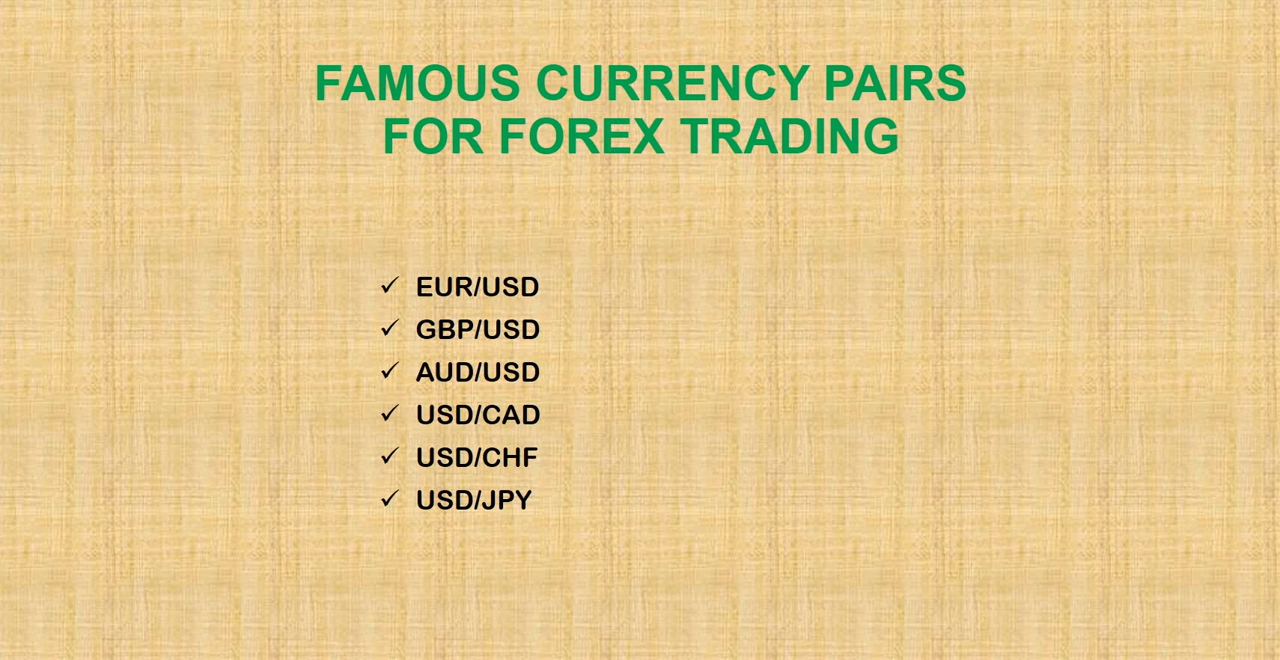 FAMOUS CURRENCY PAIRS
FOR FOREX TRADING
✓ EUR/USD
✓ GBP/USD
✓ AUD/USD
✓ USD/CAD
✓ USD/CHF
✓ USD/JPY